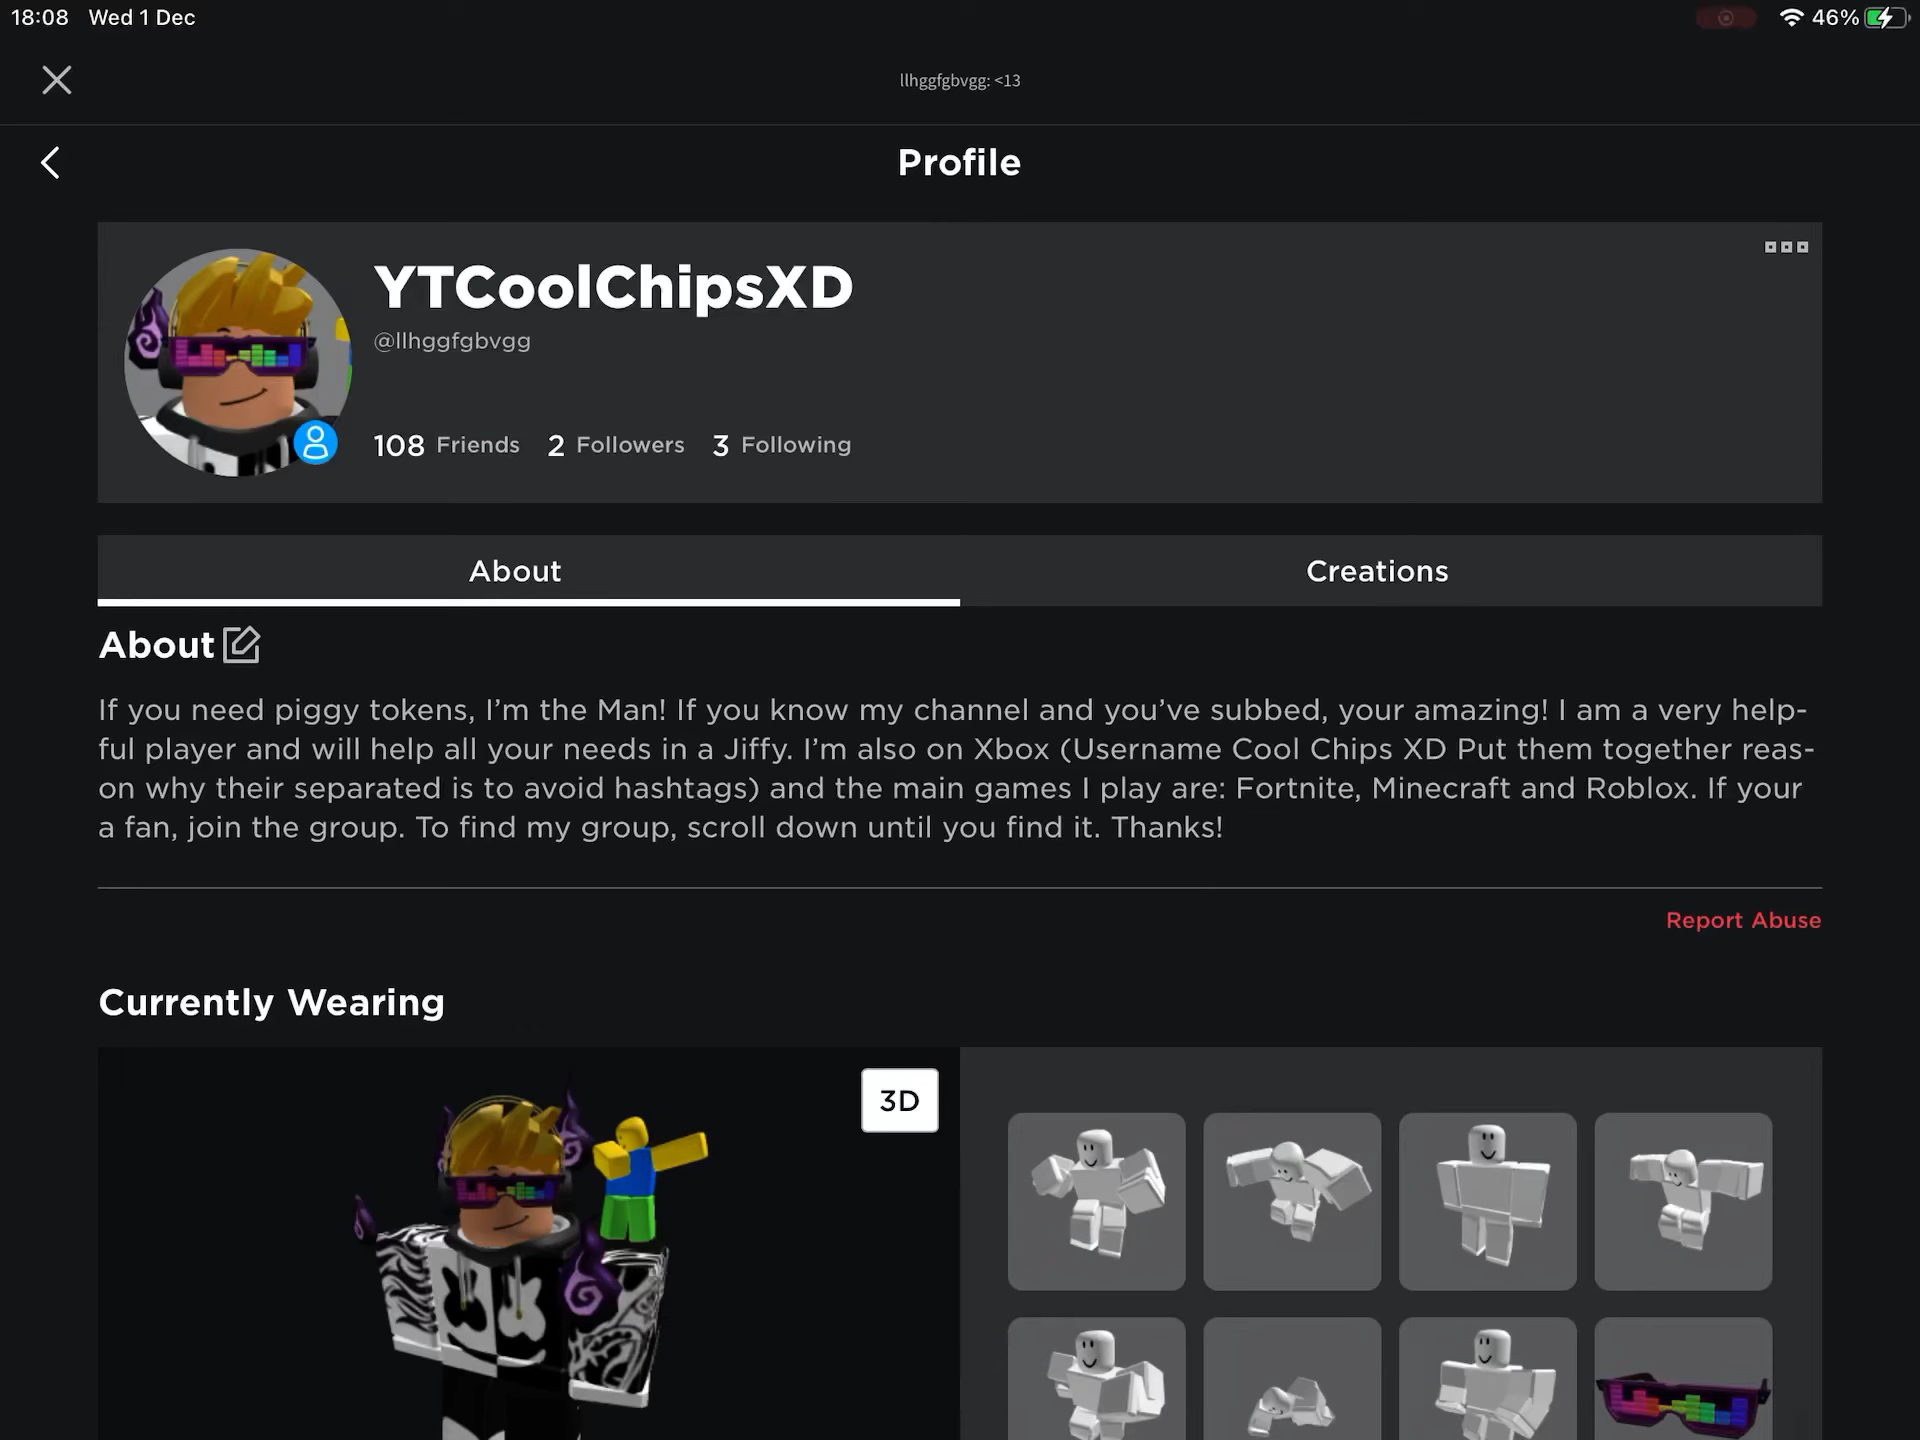 18:08 Wed 1 Dec
46%
llhggfgbvgg: <13
Profile
YTCoolChipsXD
@llhggfgbvgg
108 Friends 2 Followers 3 Following
About Creations
About
If you need piggy tokens, I’m the Man! If you know my channel and you’ve subbed, your amazing! I am a very help-
ful player and will help all your needs in a Jiffy. I’m also on Xbox (Username Cool Chips XD Put them together reas-
on why their separated is to avoid hashtags) and the main games I play are: Fortnite, Minecraft and Roblox. If your
a fan, join the group. To find my group, scroll down until you find it. Thanks!
Report Abuse
Currently Wearing
3D